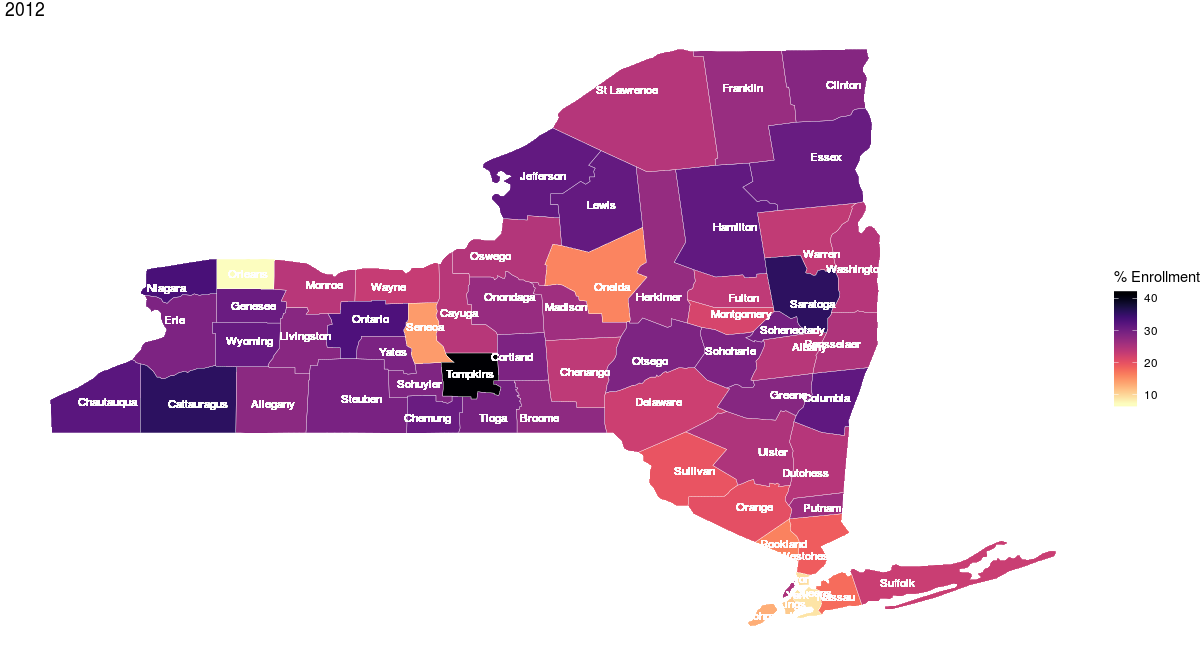 2012
St Lawrence
Franklin
Clinton
Essex
Jefferson
Lewis
Hamilton
Warren
Washington
Oswego
Oneida
Herkimer
Fulton
Montgomery
Saratoga
Schenectady
Niagara
Orleans
Monroe
Wayne
Genesee
Onondaga
Madison
Erie
Ontario
Seneca
Cayuga
Wyoming
Livingston
Yates
Cortland
Otsego
Schoharie
Albany
Rensselaer
Tompkins
Chenango
Schuyler
Chautauqua
Cattaraugus
Allegany
Steuben
Chemung
Tioga
Broome
Delaware
Greene
Columbia
Ulster
Dutchess
Sullivan
Orange
Putnam
Rockland
Suffolk
Nassau
% Enrollment
40
30
20
10